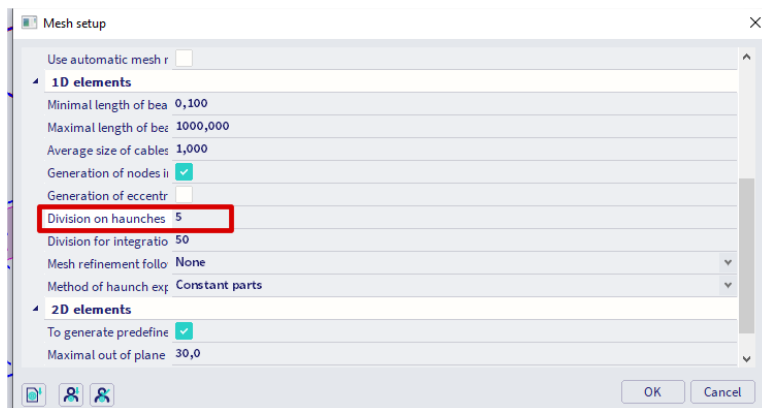 Mesh setup
Use automatic mesh r
1D elements
Minimal length of bea 0,100
Maximal length of bea 1000,000
Average size of cables 1,000
Generation of nodes i
Generation of eccentr
Division on haunches 5
Division for integratio 50
Mesh refinement follo None
Method of haunch exp Constant parts
2D elements
To generate predefine
Maximal out of plane 30,0
OK Cancel